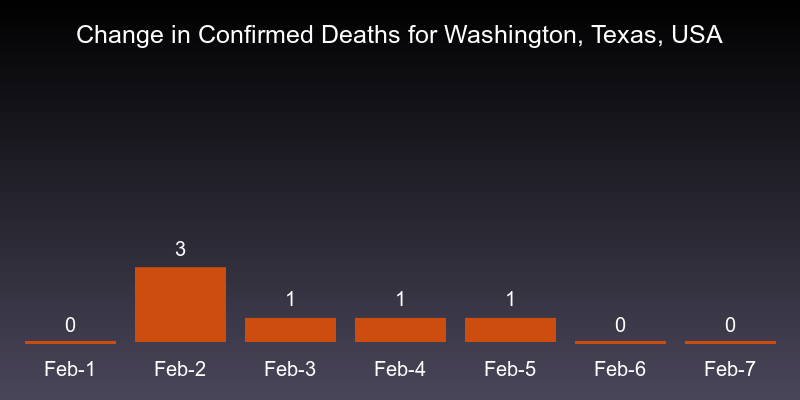 Change in Confirmed Deaths for Washington, Texas, USA
0 3 1 1 1 0 0
Feb-1 Feb-2 Feb-3 Feb-4 Feb-5 Feb-6 Feb-7